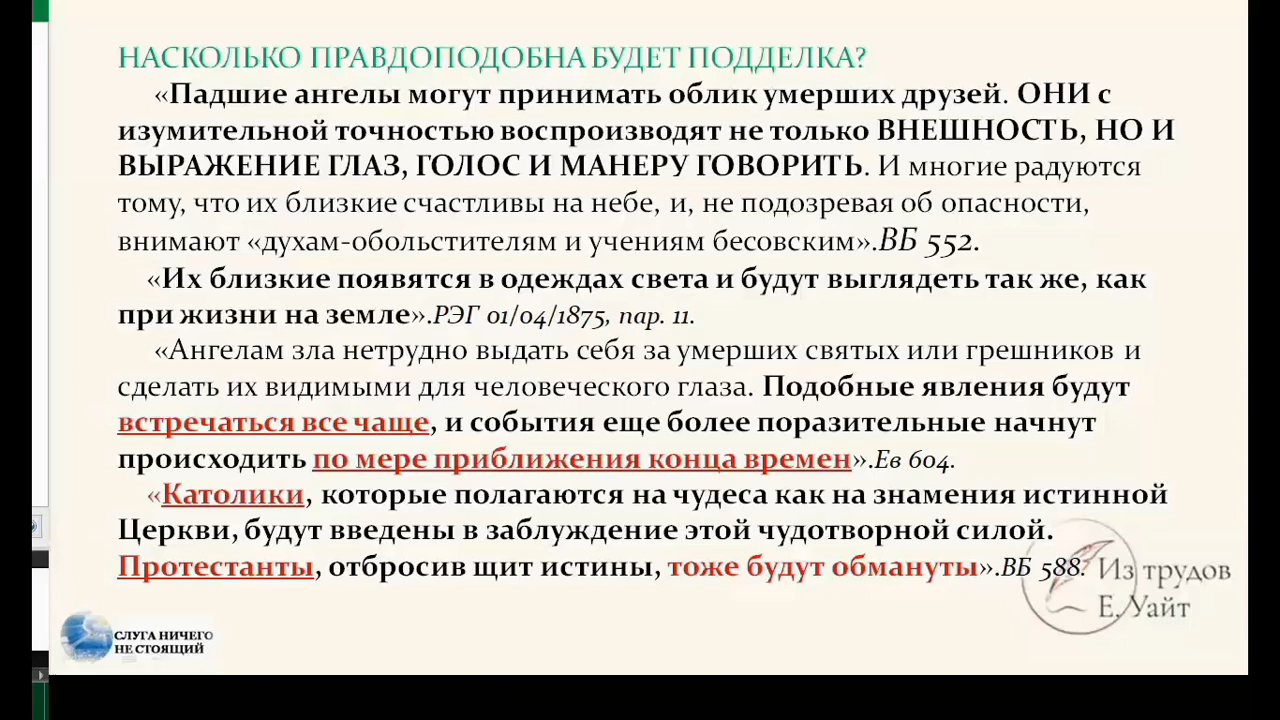 НАСКОЛЬКО ПРАВДОПОДОБНА БУДЕТ ПОДДЕЛКА?
«Падшие ангелы могут принимать облик умерших друзей. ОНИ с
изумительной точностью воспроизводят не только ВНЕШНОСТЬ, НО И
ВЫРАЖЕНИЕ ГЛАЗ, ГОЛОС И МАНЕРУ ГОВОРИТЬ. И многие радуются
тому, что их близкие счастливы на небе, и, не подозревая об опасности,
внимают «духам-обольстителям и учениям бесовским».ВБ 552.
«Их близкие появятся в одеждах света и будут выглядеть так же, как
при жизни на земле».РЭГ 01/04/1875, пар. 11.
«Ангелам зла нетрудно выдать себя за умерших святых или грешников и
сделать их видимыми для человеческого глаза. Подобные явления будут
встречаться все чаще, и события еще более поразительные начнут
происходить по мере приближения конца времен».Ев 604.
«Католики, которые полагаются на чудеса как на знамения истинной
Церкви, будут введены в заблуждение этой чудотворной силой.
Протестанты, отбросив щит истины, тоже будут обмануты».ВБ 588.
Из трудов
Е. Уайт
СЛУГА НИЧЕГО
НЕ СТОЯЩИЙ